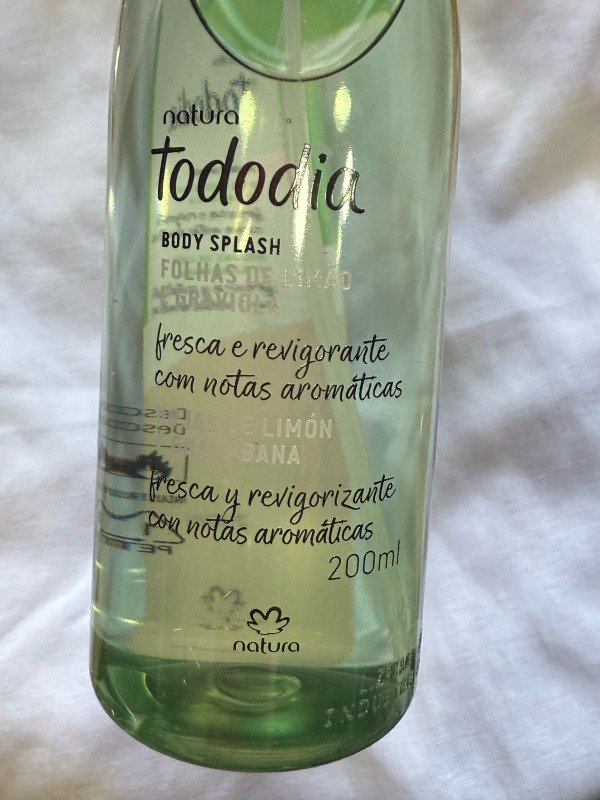 natura
tododia
BODY SPLASH
FOLHAS DE LIMÃO
E GRAVIOLA
fresca e revigorante
com notas aromáticas
DE LIMÓN
fresca y revigorizante
con notas aromáticas
200ml
natura